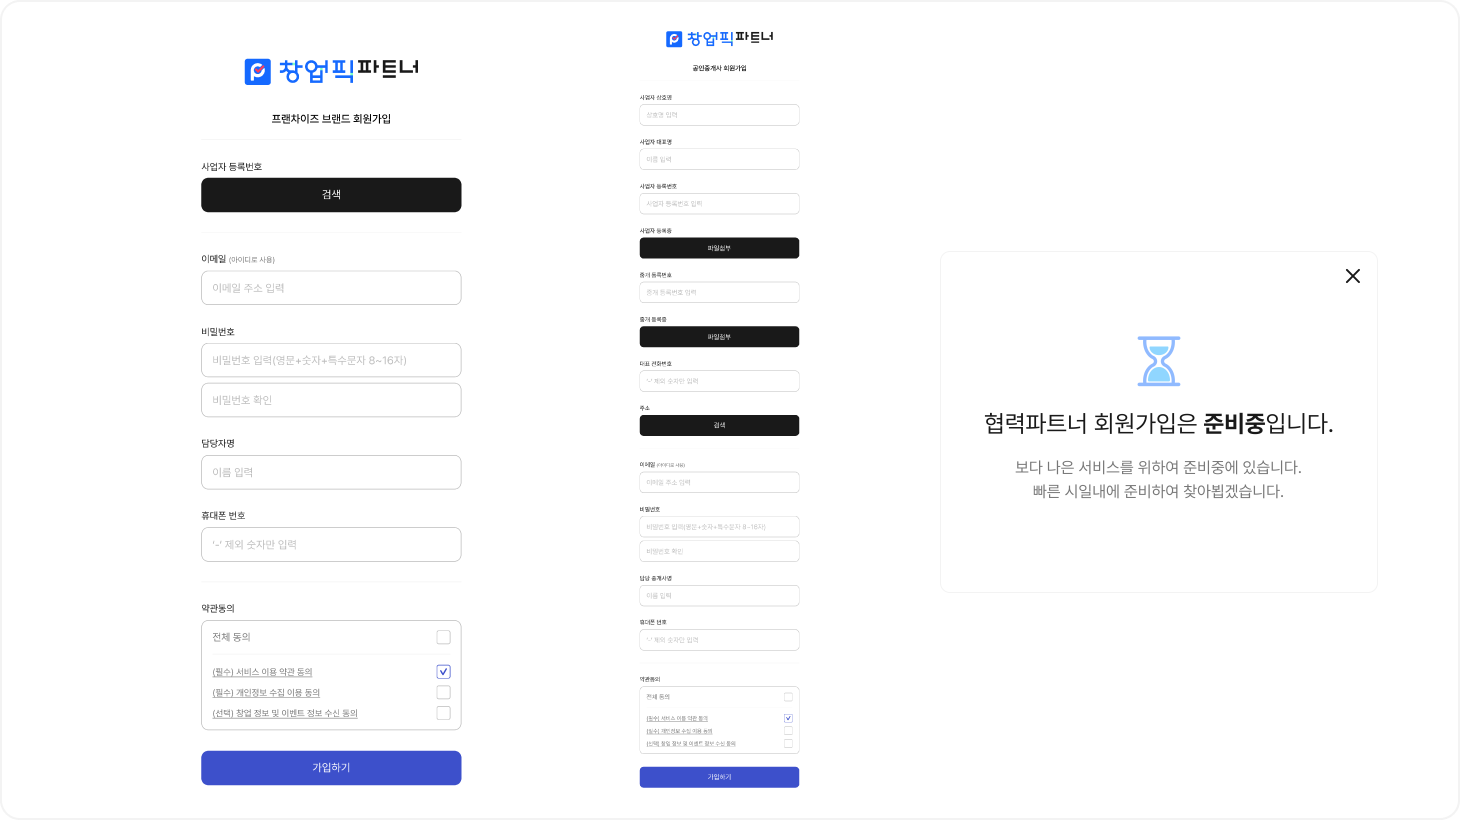 창업픽파트너
프랜차이즈 브랜드 회원가입
사업자 등록번호
검색
이메일 (아이디로 사용)
이메일 주소 입력
비밀번호
비밀번호 입력(영문+숫자+특수문자 8~16자)
비밀번호 확인
담당자명
이름 입력
휴대폰 번호
'-' 제외 숫자만 입력
약관동의
전체 동의
(필수) 서비스 이용 약관 동의
(필수) 개인정보 수집 이용 동의
(선택) 창업 정보 및 이벤트 정보 수신 동의
가입하기
창업픽파트너
공인중개사 회원가입
사업자 상호명
상호명 입력
사업자 대표명
이름 입력
사업자 등록번호
사업자 등록번호 입력
사업자 등록증
파일첨부
중개 등록번호
중개 등록번호 입력
중개 등록증
파일첨부
대표 전화번호
'-' 제외 숫자만 입력
주소
검색
이메일 (아이디로 사용)
이메일 주소 입력
비밀번호
비밀번호 입력(영문+숫자+특수문자 8~16자)
비밀번호 확인
담당 중개사명
이름 입력
휴대폰 번호
'-' 제외 숫자만 입력
약관동의
전체 동의
(필수) 서비스 이용 약관 동의
(필수) 개인정보 수집 이용 동의
(선택) 창업 정보 및 이벤트 정보 수신 동의
가입하기
협력파트너 회원가입은 준비중입니다.
보다 나은 서비스를 위하여 준비중에 있습니다.
빠른 시일내에 준비하여 찾아뵙겠습니다.